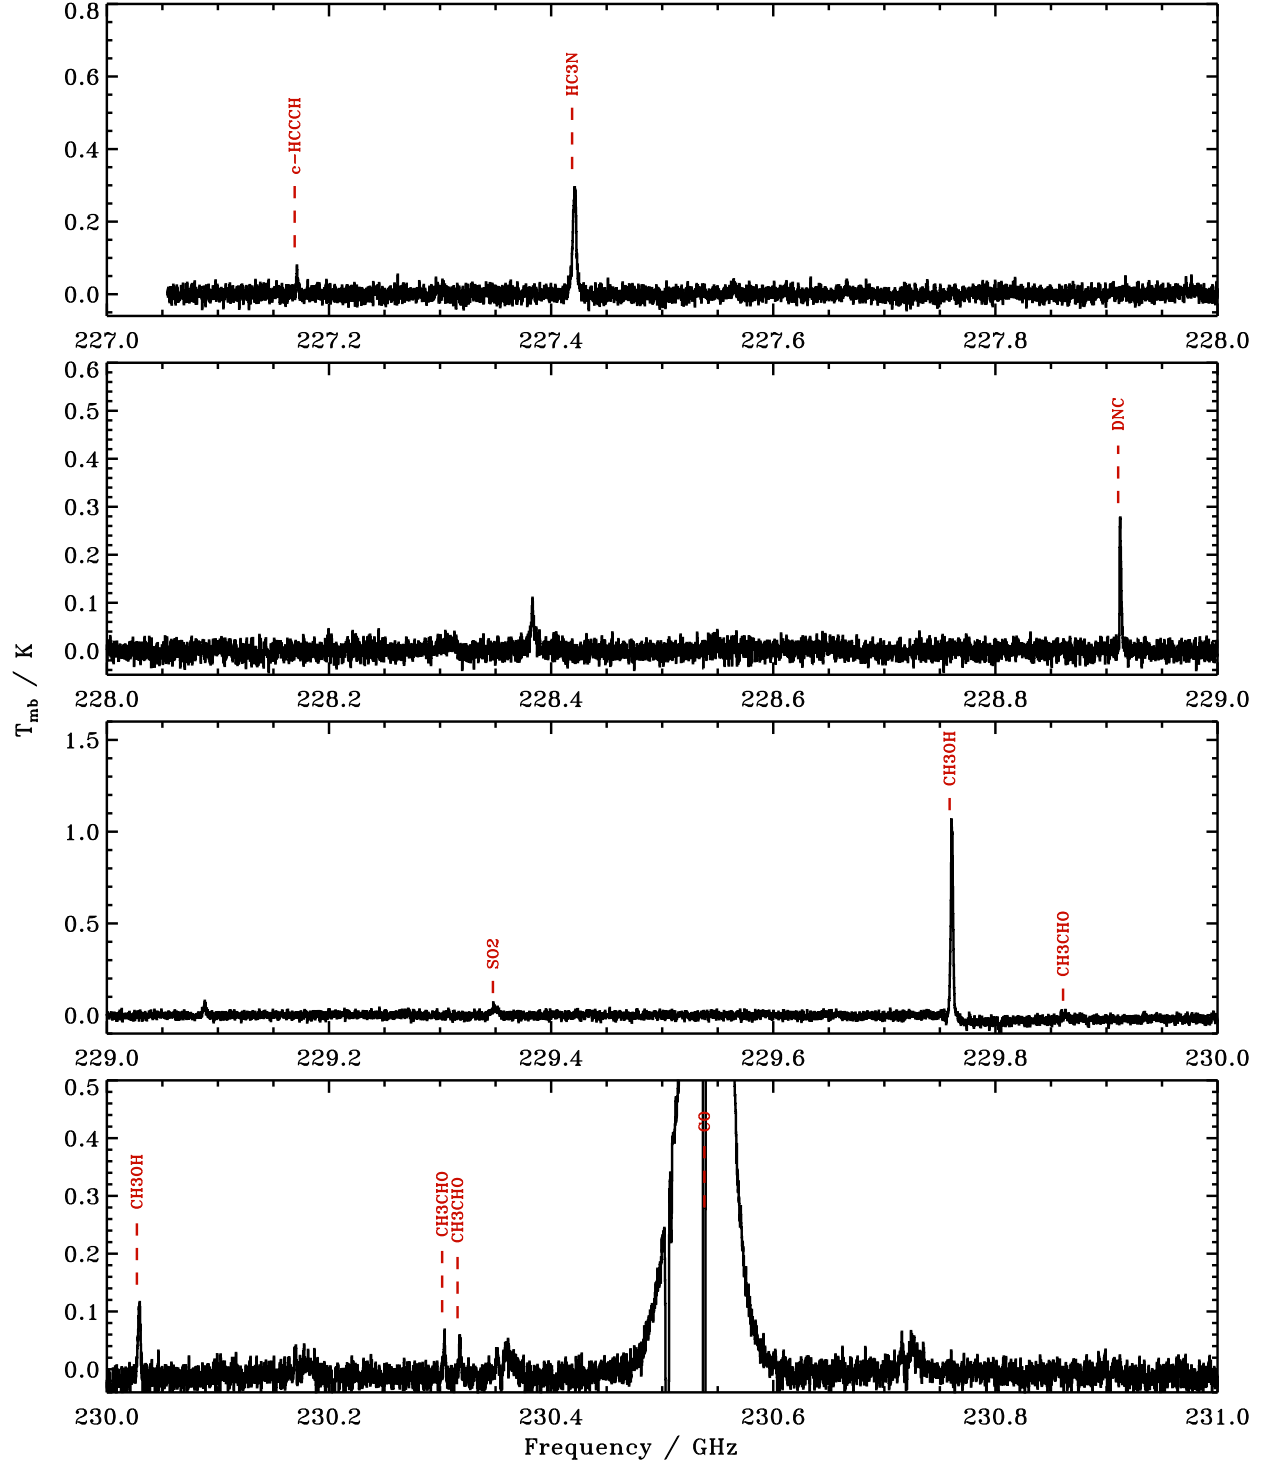 0.8
0.6
0.4
0.2
0.0
c-HCCCH
HC3N
227.0 227.2 227.4 227.6 227.8 228.0
0.6
0.5
0.4
0.3
0.2
0.1
0.0
DNC
228.0 228.2 228.4 228.6 228.8 229.0
T_mb / K
1.5
1.0
0.5
0.0
SO2
CH3OH
CH3CHO
229.0 229.2 229.4 229.6 229.8 230.0
0.5
0.4
0.3
0.2
0.1
0.0
CH3OH
CH3CHO
CH3CHO
CO
230.0 230.2 230.4 230.6 230.8 231.0
Frequency / GHz